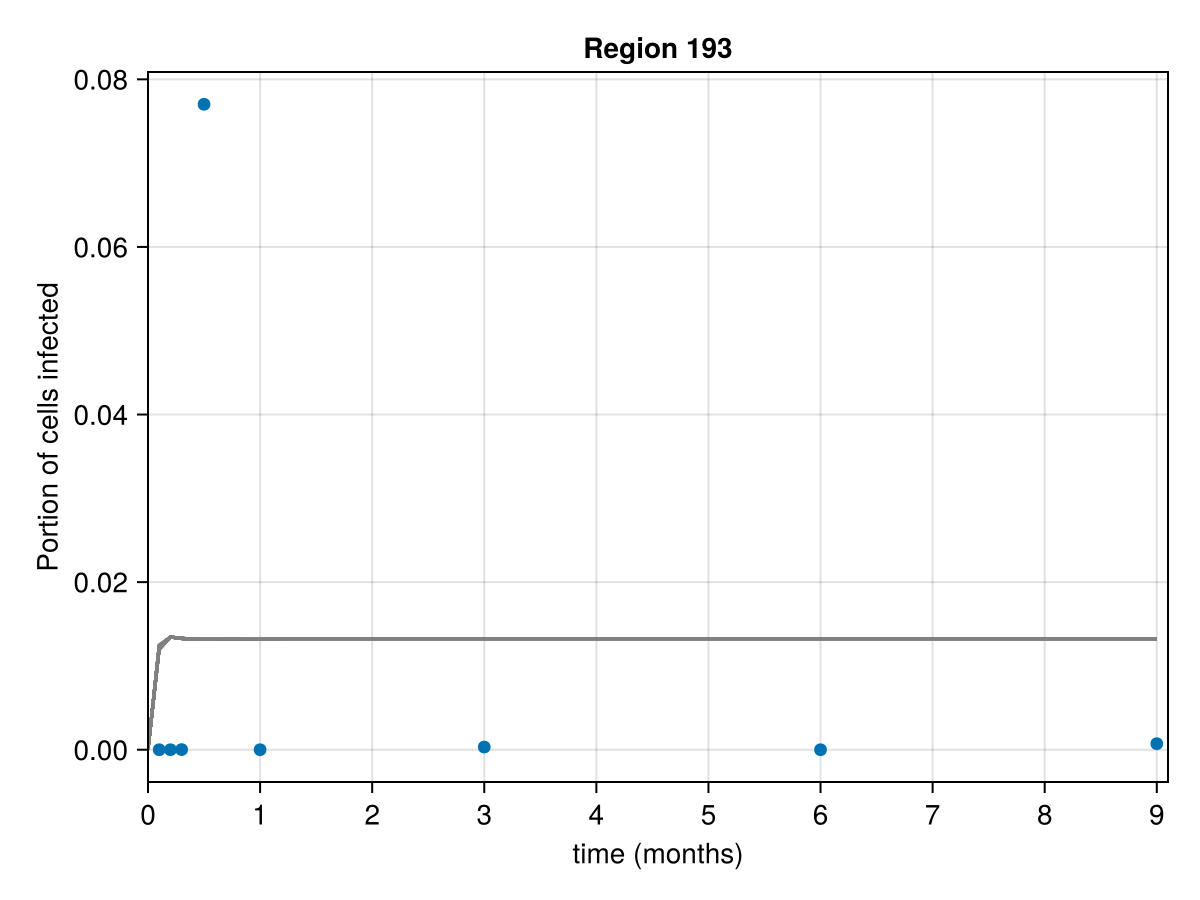 Region 193
0.08
0.06
0.04
0.02
0.00
Portion of cells infected
0 1 2 3 4 5 6 7 8 9
time (months)